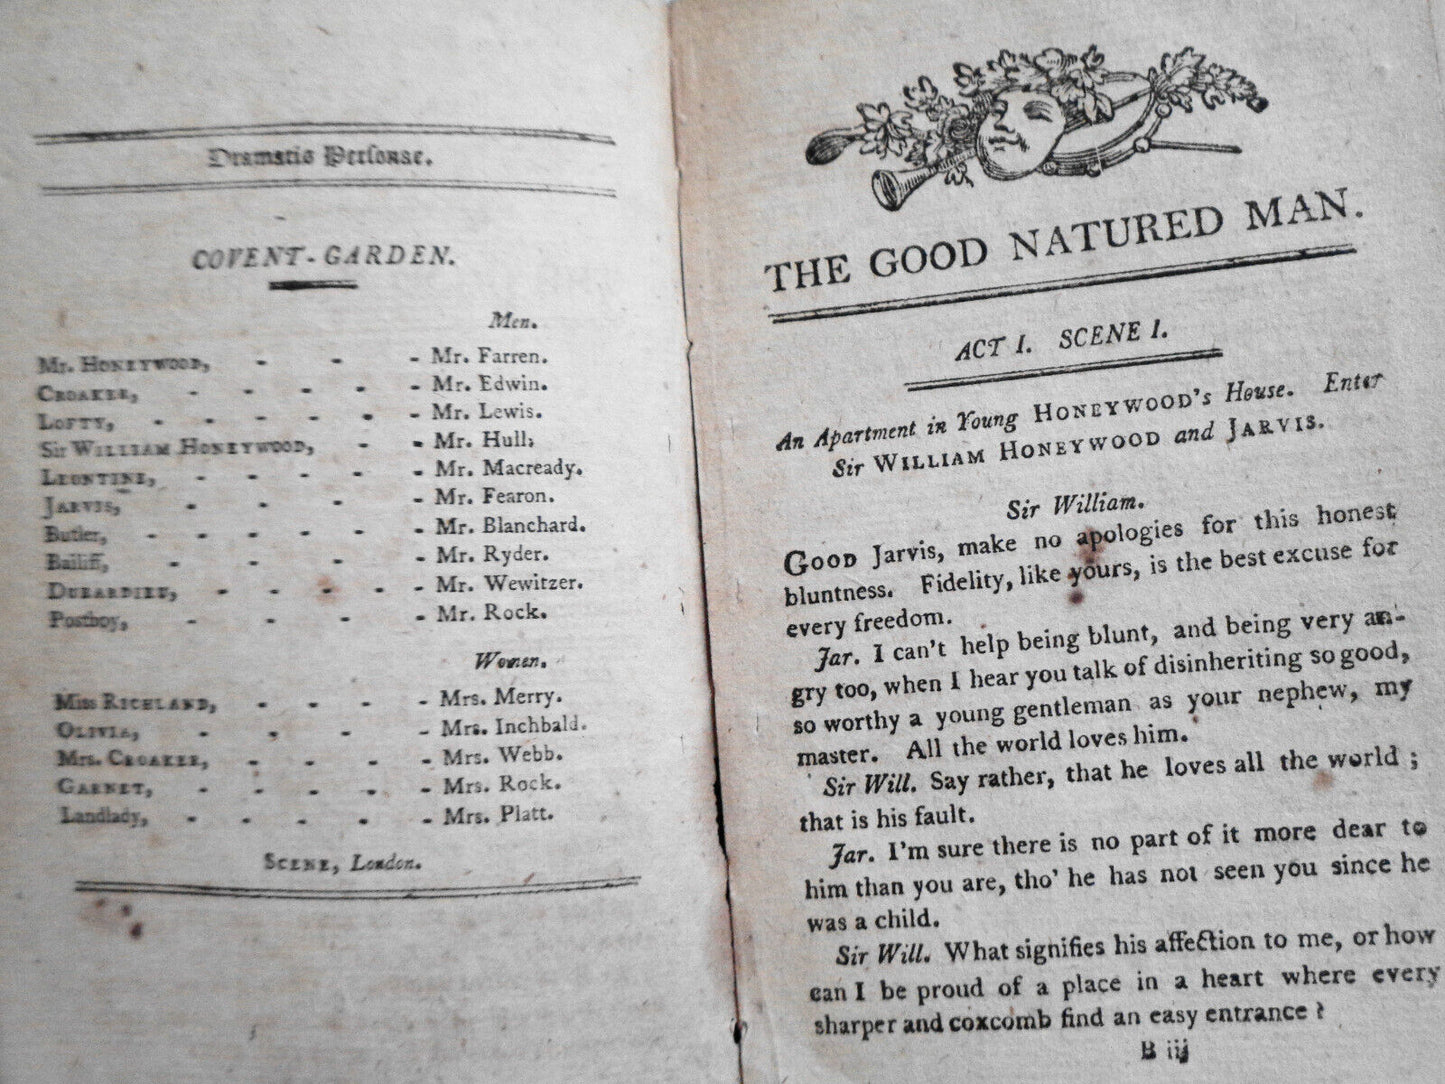 Dramatis Personae.
COVENT-GARDEN.
Men.
Mr. HONEYWOOD, - - - Mr. Farren.
CROAKER, - - - - - Mr. Edwin.
LOFTY, - - - - - - Mr. Lewis.
Sir WILLIAM HONEYWOOD, - - Mr. Hull,
LEONTINE, - - - - - Mr. Macready.
JARVIS, - - - - Mr. Fearon.
Butler, - - - - - - Mr. Blanchard.
Bailiff, - - - - Mr. Ryder.
DUBARDIEU, - - - - - Mr. Wewitzer.
Postboy, - - - - Mr. Rock.
Women.
Miss RICHLAND, - - - - Mrs. Merry.
OLIVIA, - - - - Mrs. Inchbald.
Mrs. CROAKER, - - - - Mrs. Webb.
GARNET, - - - - - Mrs. Rock.
Landlady, - - - - - Mrs. Platt.
SCENE, London.
THE GOOD NATURED MAN.
ACT I. SCENE I.
An Apartment in Young HONEYWOOD's House. Enter
Sir WILLIAM HONEYWOOD and JARVIS.
Sir William.
GOOD Jarvis, make no apologies for this honest
bluntness. Fidelity, like yours, is the best excuse for
every freedom.
Jar. I can't help being blunt, and being very an-
gry too, when I hear you talk of disinheriting so good,
so worthy a young gentleman as your nephew, my
master. All the world loves him.
Sir Will. Say rather, that he loves all the world ;
that is his fault.
Jar. I'm sure there is no part of it more dear to
him than you are, tho' he has not seen you since he
was a child.
Sir Will. What signifies his affection to me, or how
can I be proud of a place in a heart where every
sharper and coxcomb find an easy entrance ?
B iij